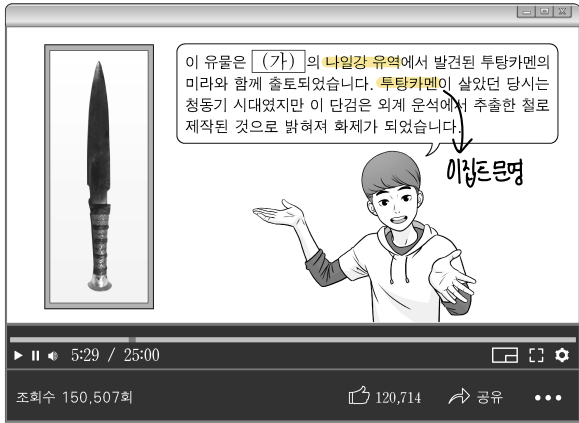 이 유물은 (가) 의 나일강 유역에서 발견된 투탕카멘의
미라와 함께 출토되었습니다. 투탕카멘이 살았던 당시는
청동기 시대였지만 이 단검은 외계 운석에서 추출한 철로
제작된 것으로 밝혀져 화제가 되었습니다.
이집트 문명
5:29 / 25:00
조회수 150,507회
120,714
공유